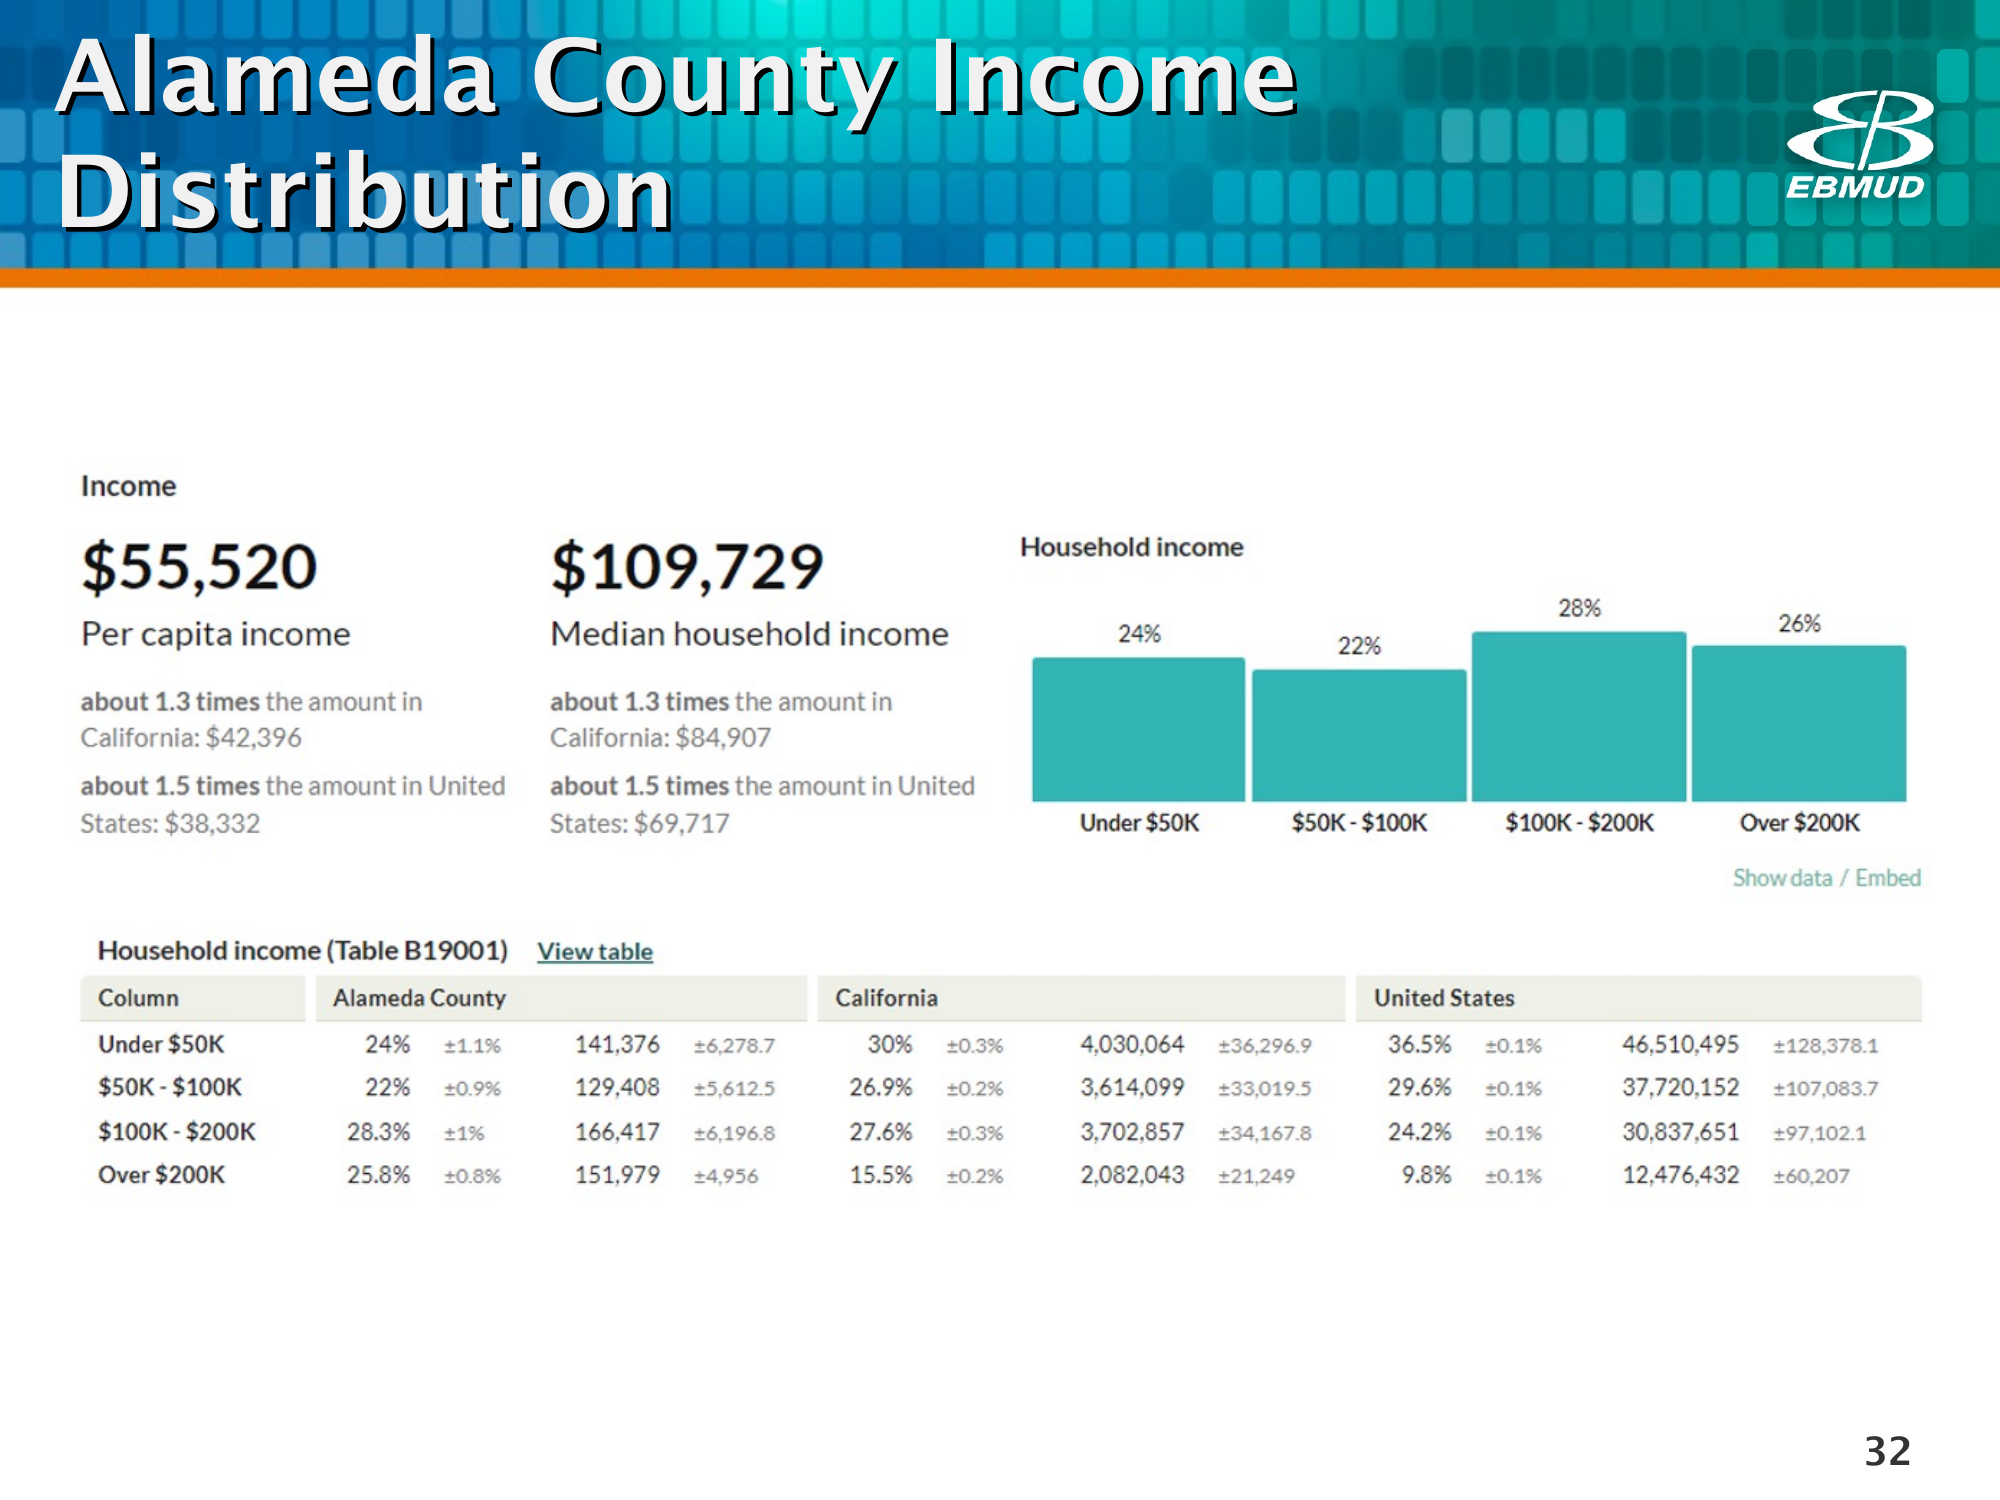 Alameda County Income
Distribution
EBMUD
Income
$55,520
Per capita income
about 1.3 times the amount in
California: $42,396
about 1.5 times the amount in United
States: $38,332
$109,729
Median household income
about 1.3 times the amount in
California: $84,907
about 1.5 times the amount in United
States: $69,717
Household income
24% 22% 28% 26%
Under $50K $50K - $100K $100K - $200K Over $200K
Show data / Embed
Household income (Table B19001) View table
Column Alameda County California United States
Under $50K 24% ±1.1% 141,376 ±6,278.7 30% ±0.3% 4,030,064 ±36,296.9 36.5% ±0.1% 46,510,495 ±128,378.1
$50K - $100K 22% ±0.9% 129,408 ±5,612.5 26.9% ±0.2% 3,614,099 ±33,019.5 29.6% ±0.1% 37,720,152 ±107,083.7
$100K - $200K 28.3% ±1% 166,417 ±6,196.8 27.6% ±0.3% 3,702,857 ±34,167.8 24.2% ±0.1% 30,837,651 ±97,102.1
Over $200K 25.8% ±0.8% 151,979 ±4,956 15.5% ±0.2% 2,082,043 ±21,249 9.8% ±0.1% 12,476,432 ±60,207
32